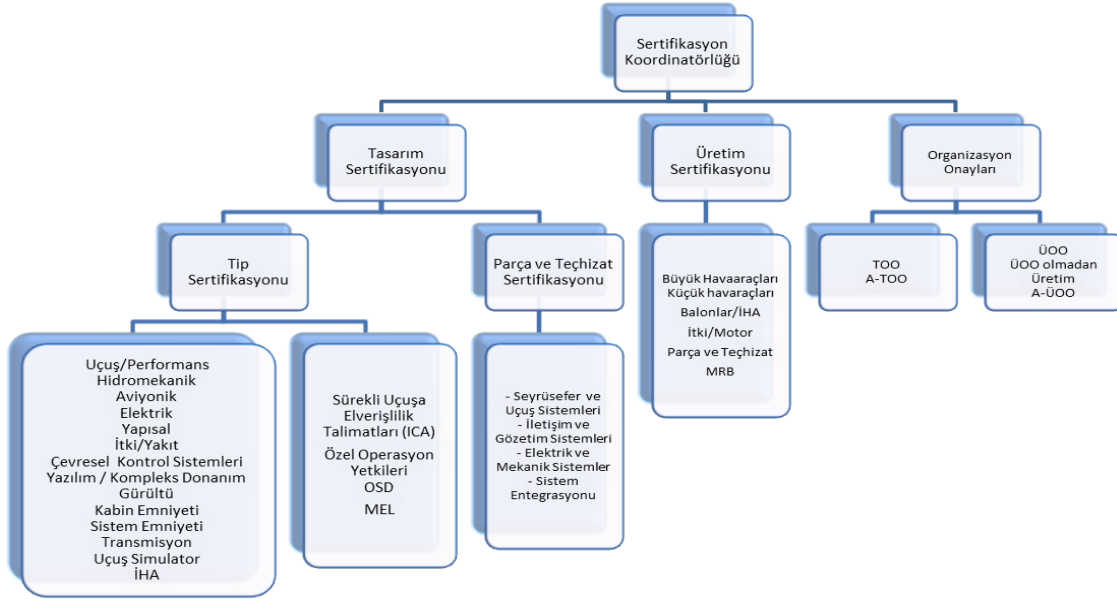 Sertifikasyon
Koordinatörlüğü
Tasarım
Sertifikasyonu
Üretim
Sertifikasyonu
Organizasyon
Onayları
Tip
Sertifikasyonu
Parça ve Teçhizat
Sertifikasyonu
Büyük Havaaraçları
Küçük havaraçları
Balonlar/İHA
İtki/Motor
Parça ve Teçhizat
MRB
TOO
A-TOO
ÜOO
ÜOO olmadan
Üretim
A-ÜOO
Uçuş/Performans
Hidromekanik
Aviyonik
Elektrik
Yapısal
İtki/Yakıt
Çevresel Kontrol Sistemleri
Yazılım / Kompleks Donanım
Gürültü
Kabin Emniyeti
Sistem Emniyeti
Transmisyon
Uçuş Simulator
İHA
Sürekli Uçuşa
Elverişlilik
Talimatları (ICA)
Özel Operasyon
Yetkileri
OSD
MEL
- Seyrüsefer ve
Uçuş Sistemleri
- İletişim ve
Gözetim Sistemleri
- Elektrik ve
Mekanik Sistemler
- Sistem
Entegrasyonu